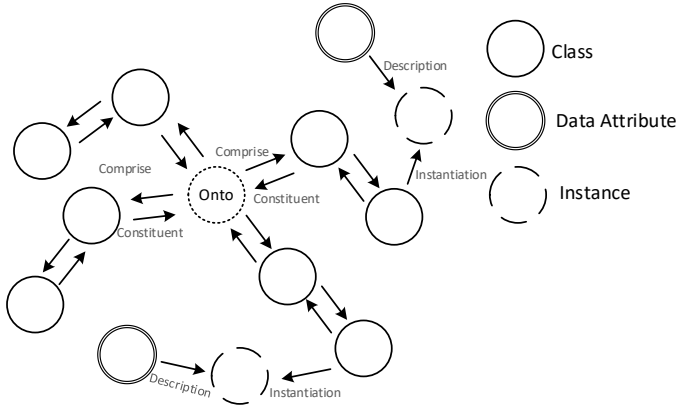 Description
Class
Data Attribute
Comprise
Comprise
Instantiation
Instance
Onto
Constituent
Constituent
Description
Instantiation